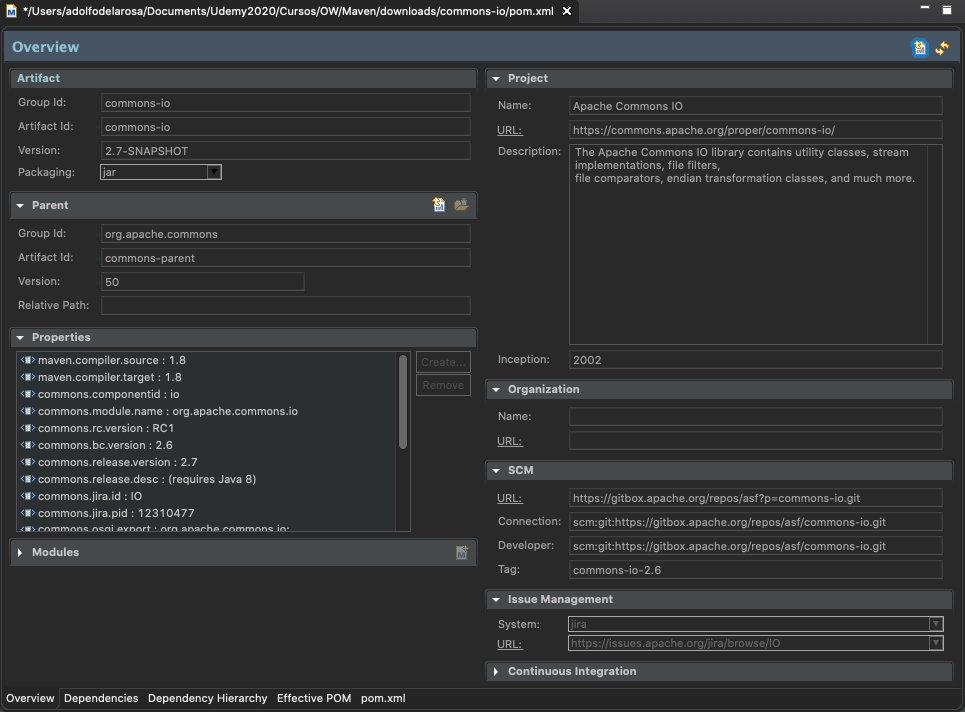 */Users/adolfodelarosa/Documents/Udemy2020/Cursos/OW/Maven/downloads/commons-io/pom.xml
Overview
Artifact
Group Id: commons-io
Artifact Id: commons-io
Version: 2.7-SNAPSHOT
Packaging: jar
Parent
Group Id: org.apache.commons
Artifact Id: commons-parent
Version: 50
Relative Path:
Properties
maven.compiler.source : 1.8
maven.compiler.target : 1.8
commons.componentid : io
commons.module.name : org.apache.commons.io
commons.rc.version : RC1
commons.bc.version : 2.6
commons.release.version : 2.7
commons.release.desc : (requires Java 8)
commons.jira.id : IO
commons.jira.pid : 12310477
commons.osgi.export : org.apache.commons.io;
Create...
Remove
Modules
Project
Name: Apache Commons IO
URL: https://commons.apache.org/proper/commons-io/
Description: The Apache Commons IO library contains utility classes, stream
implementations, file filters,
file comparators, endian transformation classes, and much more.
Inception: 2002
Organization
Name:
URL:
SCM
URL: https://gitbox.apache.org/repos/asf?p=commons-io.git
Connection: scm:git:https://gitbox.apache.org/repos/asf/commons-io.git
Developer: scm:git:https://gitbox.apache.org/repos/asf/commons-io.git
Tag: commons-io-2.6
Issue Management
System: jira
URL: https://issues.apache.org/jira/browse/IO
Continuous Integration
Overview Dependencies Dependency Hierarchy Effective POM pom.xml